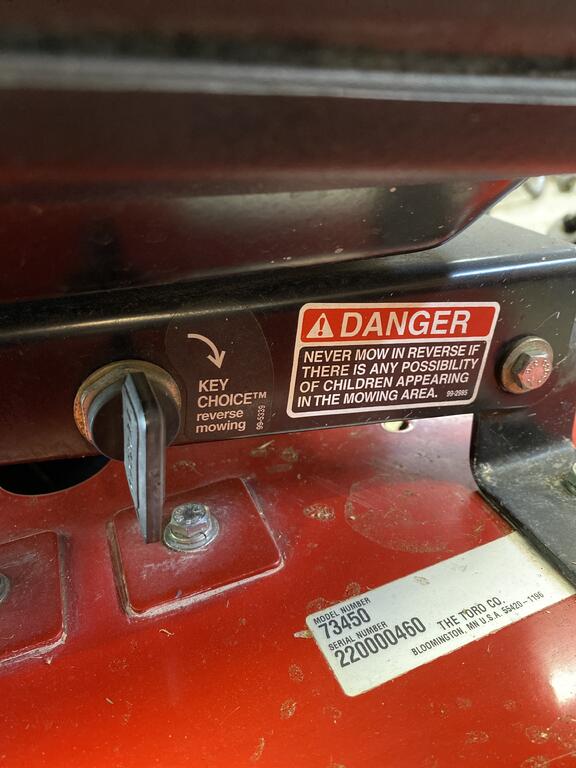 KEY
CHOICE™
reverse
mowing
99-5339
⚠ DANGER
NEVER MOW IN REVERSE IF
THERE IS ANY POSSIBILITY
OF CHILDREN APPEARING
IN THE MOWING AREA. 99-2985
MODEL NUMBER
73450
SERIAL NUMBER
220000460 THE TORO CO.
BLOOMINGTON, MN U.S.A. 55420-1196